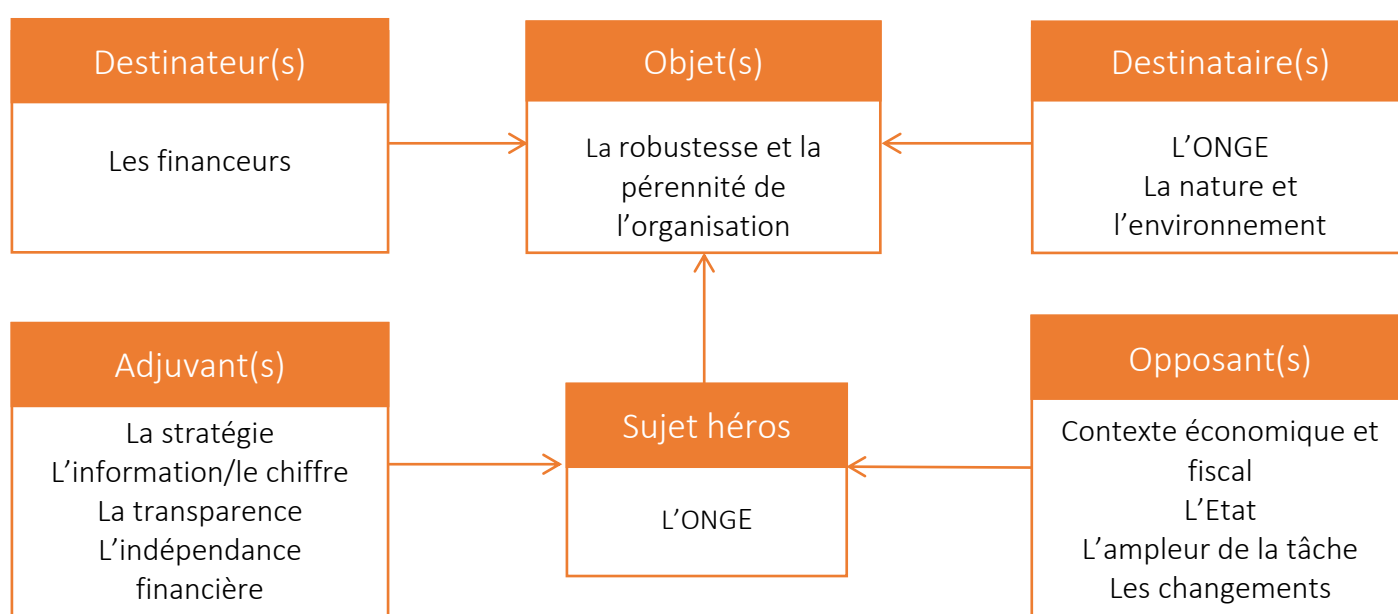 Destinateur(s)
Les financeurs
Objet(s)
La robustesse et la
pérennité de
l’organisation
Destinataire(s)
L’ONGE
La nature et
l’environnement
Adjuvant(s)
La stratégie
L’information/le chiffre
La transparence
L’indépendance
financière
Sujet héros
L’ONGE
Opposant(s)
Contexte économique et
fiscal
L’Etat
L’ampleur de la tâche
Les changements